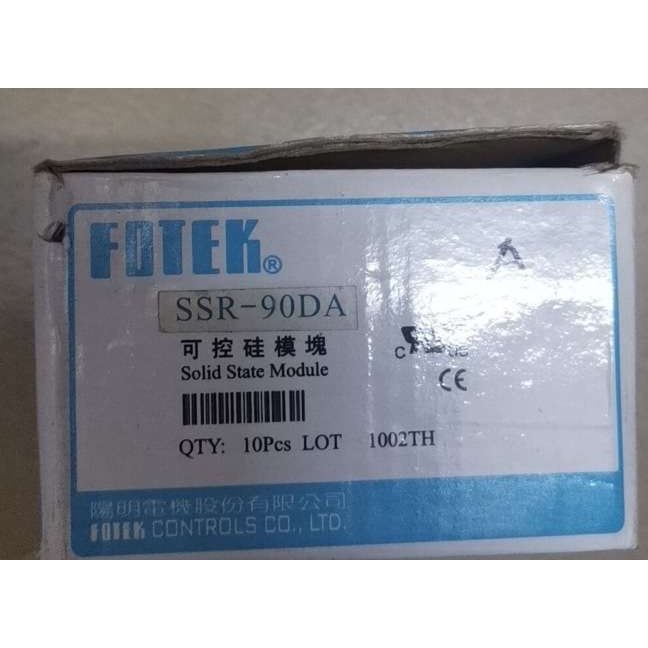 FOTEK®
SSR-90DA
可控硅模塊
Solid State Module
c us
CE
QTY: 10Pcs LOT 1002TH
陽明電機股份有限公司
FOTEK CONTROLS CO., LTD.